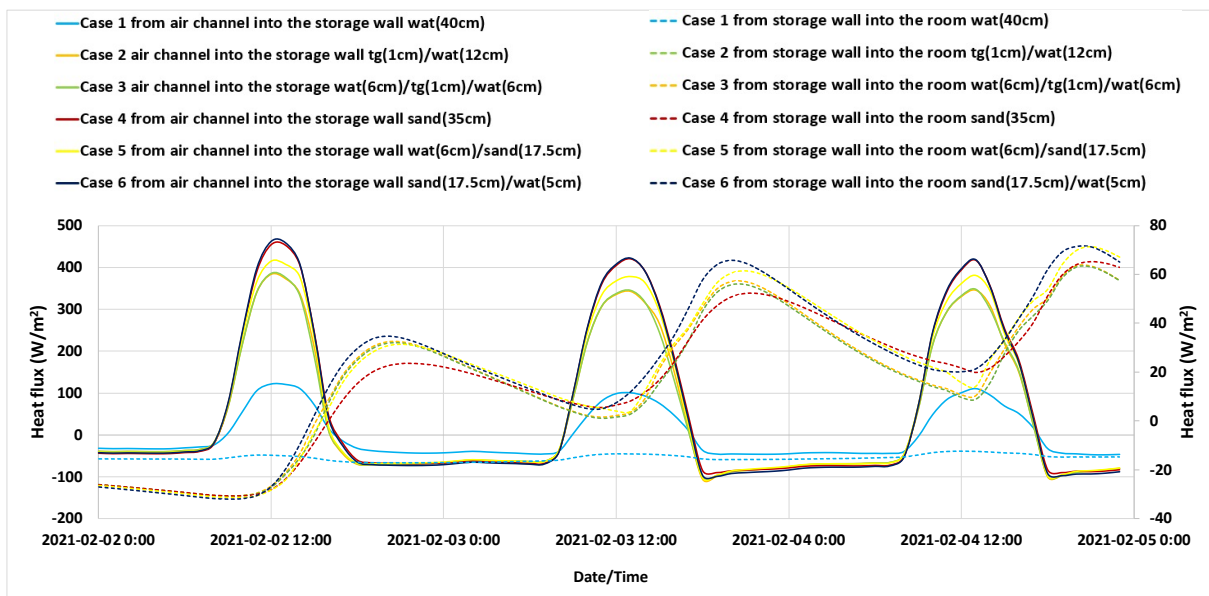 Case 1 from air channel into the storage wall wat(40cm)
Case 1 from storage wall into the room wat(40cm)
Case 2 air channel into the storage wall tg(1cm)/wat(12cm)
Case 2 from storage wall into the room tg(1cm)/wat(12cm)
Case 3 air channel into the storage wat(6cm)/tg(1cm)/wat(6cm)
Case 3 from storage wall into the room wat(6cm)/tg(1cm)/wat(6cm)
Case 4 from air channel into the storage wall sand(35cm)
Case 4 from storage wall into the room sand(35cm)
Case 5 from air channel into the storage wall wat(6cm)/sand(17.5cm)
Case 5 from storage wall into the room wat(6cm)/sand(17.5cm)
Case 6 from air channel into the storage wall sand(17.5cm)/wat(5cm)
Case 6 from storage wall into the room sand(17.5cm)/wat(5cm)
Heat flux (W/m²)
500
400
300
200
100
0
-100
-200
80
60
40
20
0
-20
-40
Heat flux (W/m²)
2021-02-02 0:00
2021-02-02 12:00
2021-02-03 0:00
2021-02-03 12:00
2021-02-04 0:00
2021-02-04 12:00
2021-02-05 0:00
Date/Time